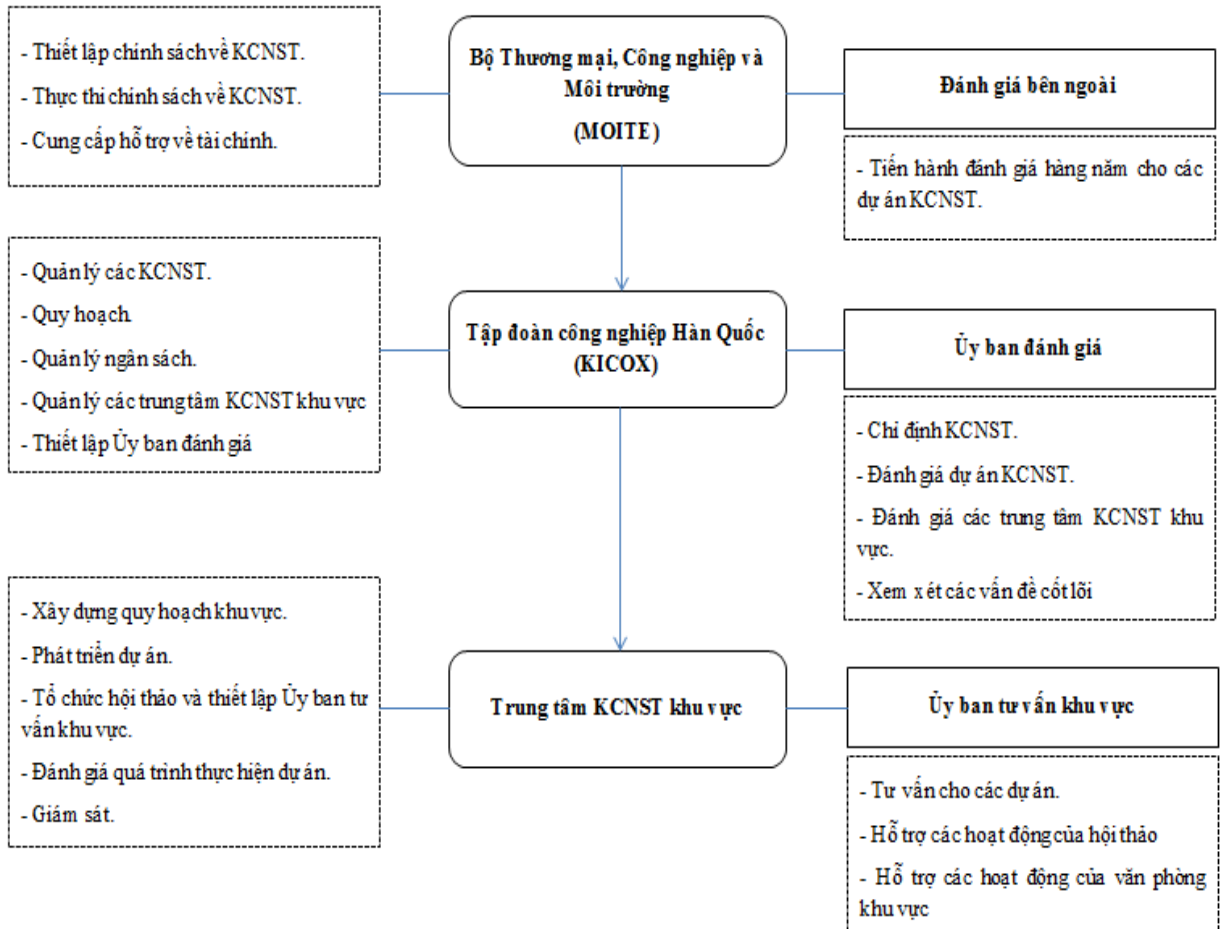 - Thiết lập chính sách về KCNST.
- Thực thi chính sách về KCNST.
- Cung cấp hỗ trợ về tài chính.
Bộ Thương mại, Công nghiệp và
Môi trường
(MOITE)
Đánh giá bên ngoài
- Tiến hành đánh giá hàng năm cho các
dự án KCNST.
- Quản lý các KCNST.
- Quy hoạch.
- Quản lý ngân sách.
- Quản lý các trung tâm KCNST khu vực
- Thiết lập Ủy ban đánh giá
Tập đoàn công nghiệp Hàn Quốc
(KICOX)
Ủy ban đánh giá
- Chỉ định KCNST.
- Đánh giá dự án KCNST.
- Đánh giá các trung tâm KCNST khu
vực.
- Xem xét các vấn đề cốt lõi
- Xây dựng quy hoạch khu vực.
- Phát triển dự án.
- Tổ chức hội thảo và thiết lập Ủy ban tư
vấn khu vực.
- Đánh giá quá trình thực hiện dự án.
- Giám sát.
Trung tâm KCNST khu vực
Ủy ban tư vấn khu vực
- Tư vấn cho các dự án.
- Hỗ trợ các hoạt động của hội thảo
- Hỗ trợ các hoạt động của văn phòng
khu vực